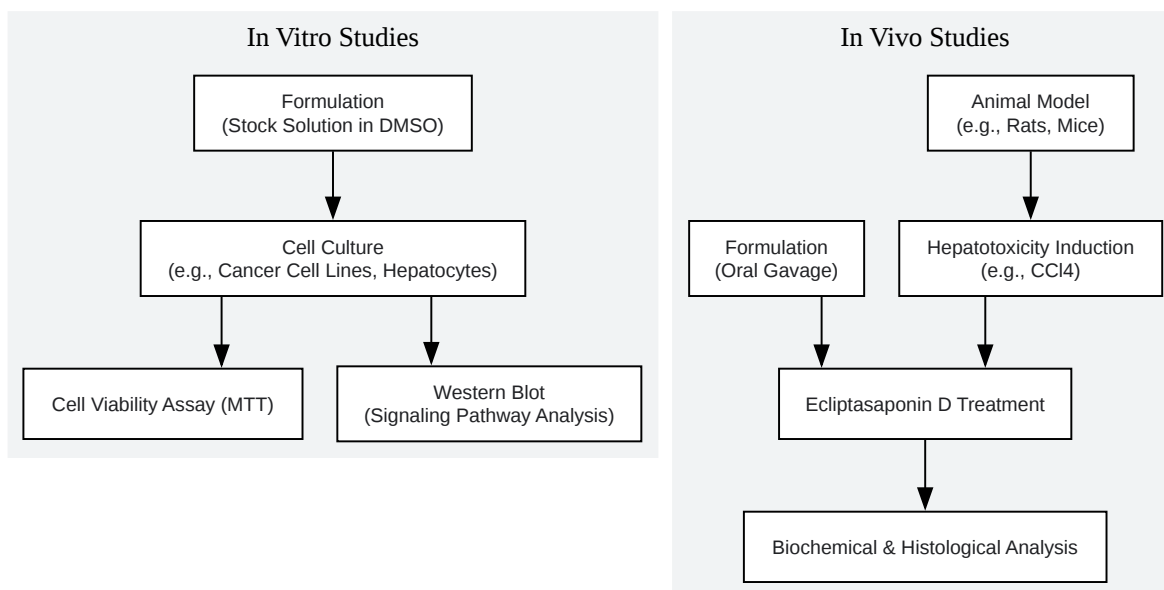 In Vitro Studies
Formulation
(Stock Solution in DMSO)
Cell Culture
(e.g., Cancer Cell Lines, Hepatocytes)
Cell Viability Assay (MTT)
Western Blot
(Signaling Pathway Analysis)
In Vivo Studies
Animal Model
(e.g., Rats, Mice)
Formulation
(Oral Gavage)
Hepatotoxicity Induction
(e.g., CCl4)
Ecliptasaponin D Treatment
Biochemical & Histological Analysis